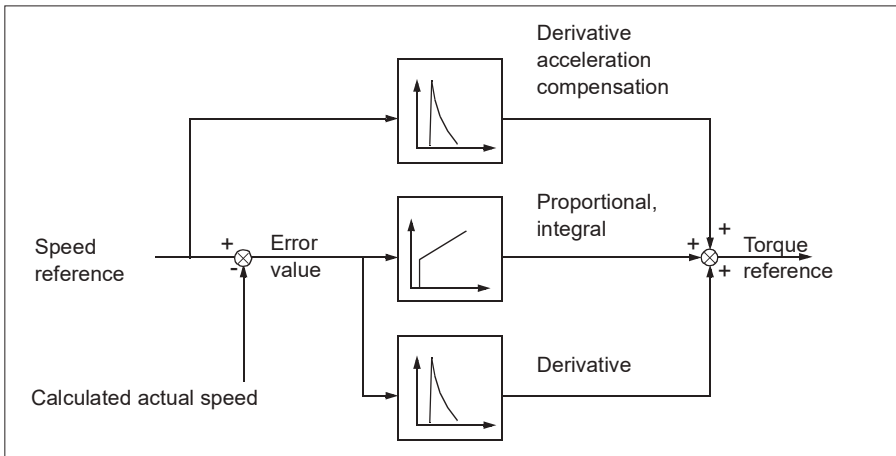 Derivative
acceleration
compensation
Proportional,
integral
+
+
Speed
reference
+
-
Error
value
+
Torque
reference
Derivative
Calculated actual speed